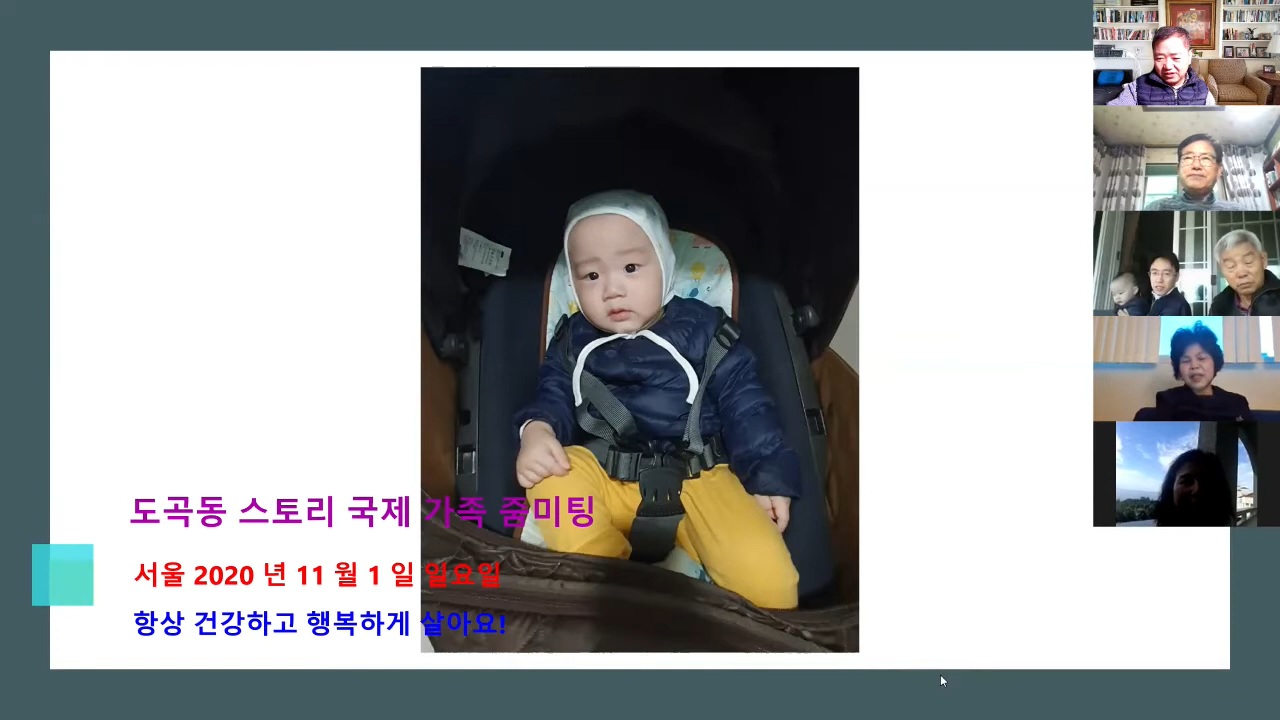 도곡동 스토리 국제 가족 줌미팅
서울 2020 년 11 월 1 일 일요일
항상 건강하고 행복하게 살아요!